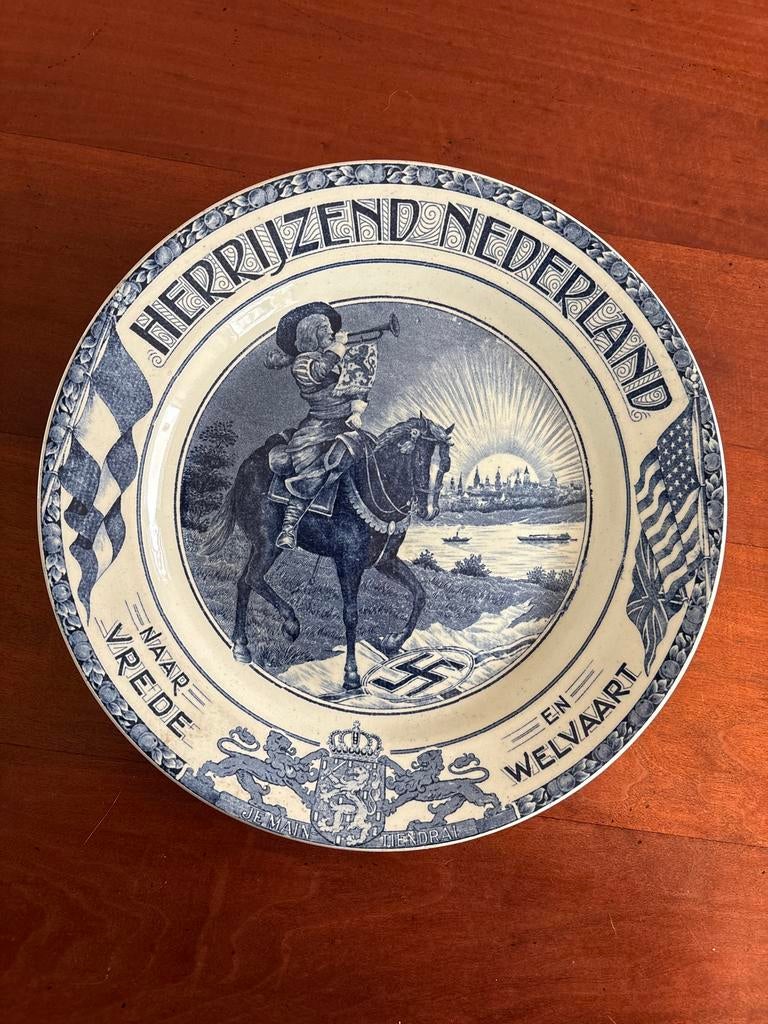 HERRIJZEND NEDERLAND
NAAR
VREDE
EN
WELVAART
JE MAIN TIENDRAI